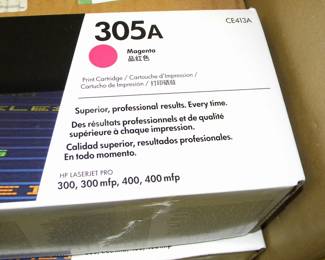 305A
CE413A
Magenta
品红色
Print Cartridge / Cartouche d'Impression /
Cartucho de Impresión / 打印硒鼓
Superior, professional results. Every time.
Des résultats professionnels et de qualité
supérieure à chaque impression.
Calidad superior, resultados profesionales.
En todo momento.
HP LASERJET PRO
300, 300 mfp, 400, 400 mfp